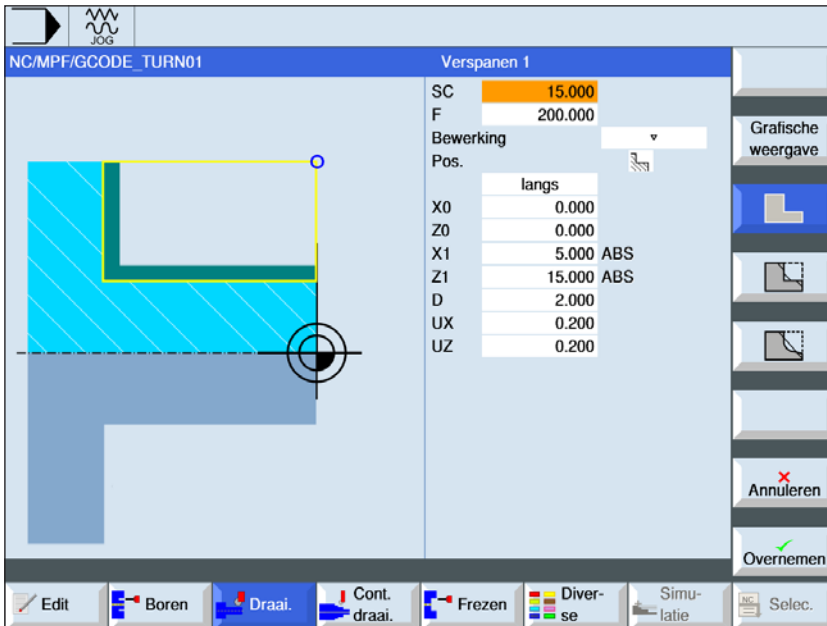 JOG
NC/MPF/GCODE_TURN01
Verspanen 1
SC 15.000
F 200.000
Bewerking ▿
Pos.
langs
X0 0.000
Z0 0.000
X1 5.000 ABS
Z1 15.000 ABS
D 2.000
UX 0.200
UZ 0.200
Grafische
weergave
Annuleren
Overnemen
Edit
Boren
Draai.
Cont.
draai.
Frezen
Diver-
se
Simu-
latie
NC
Selec.